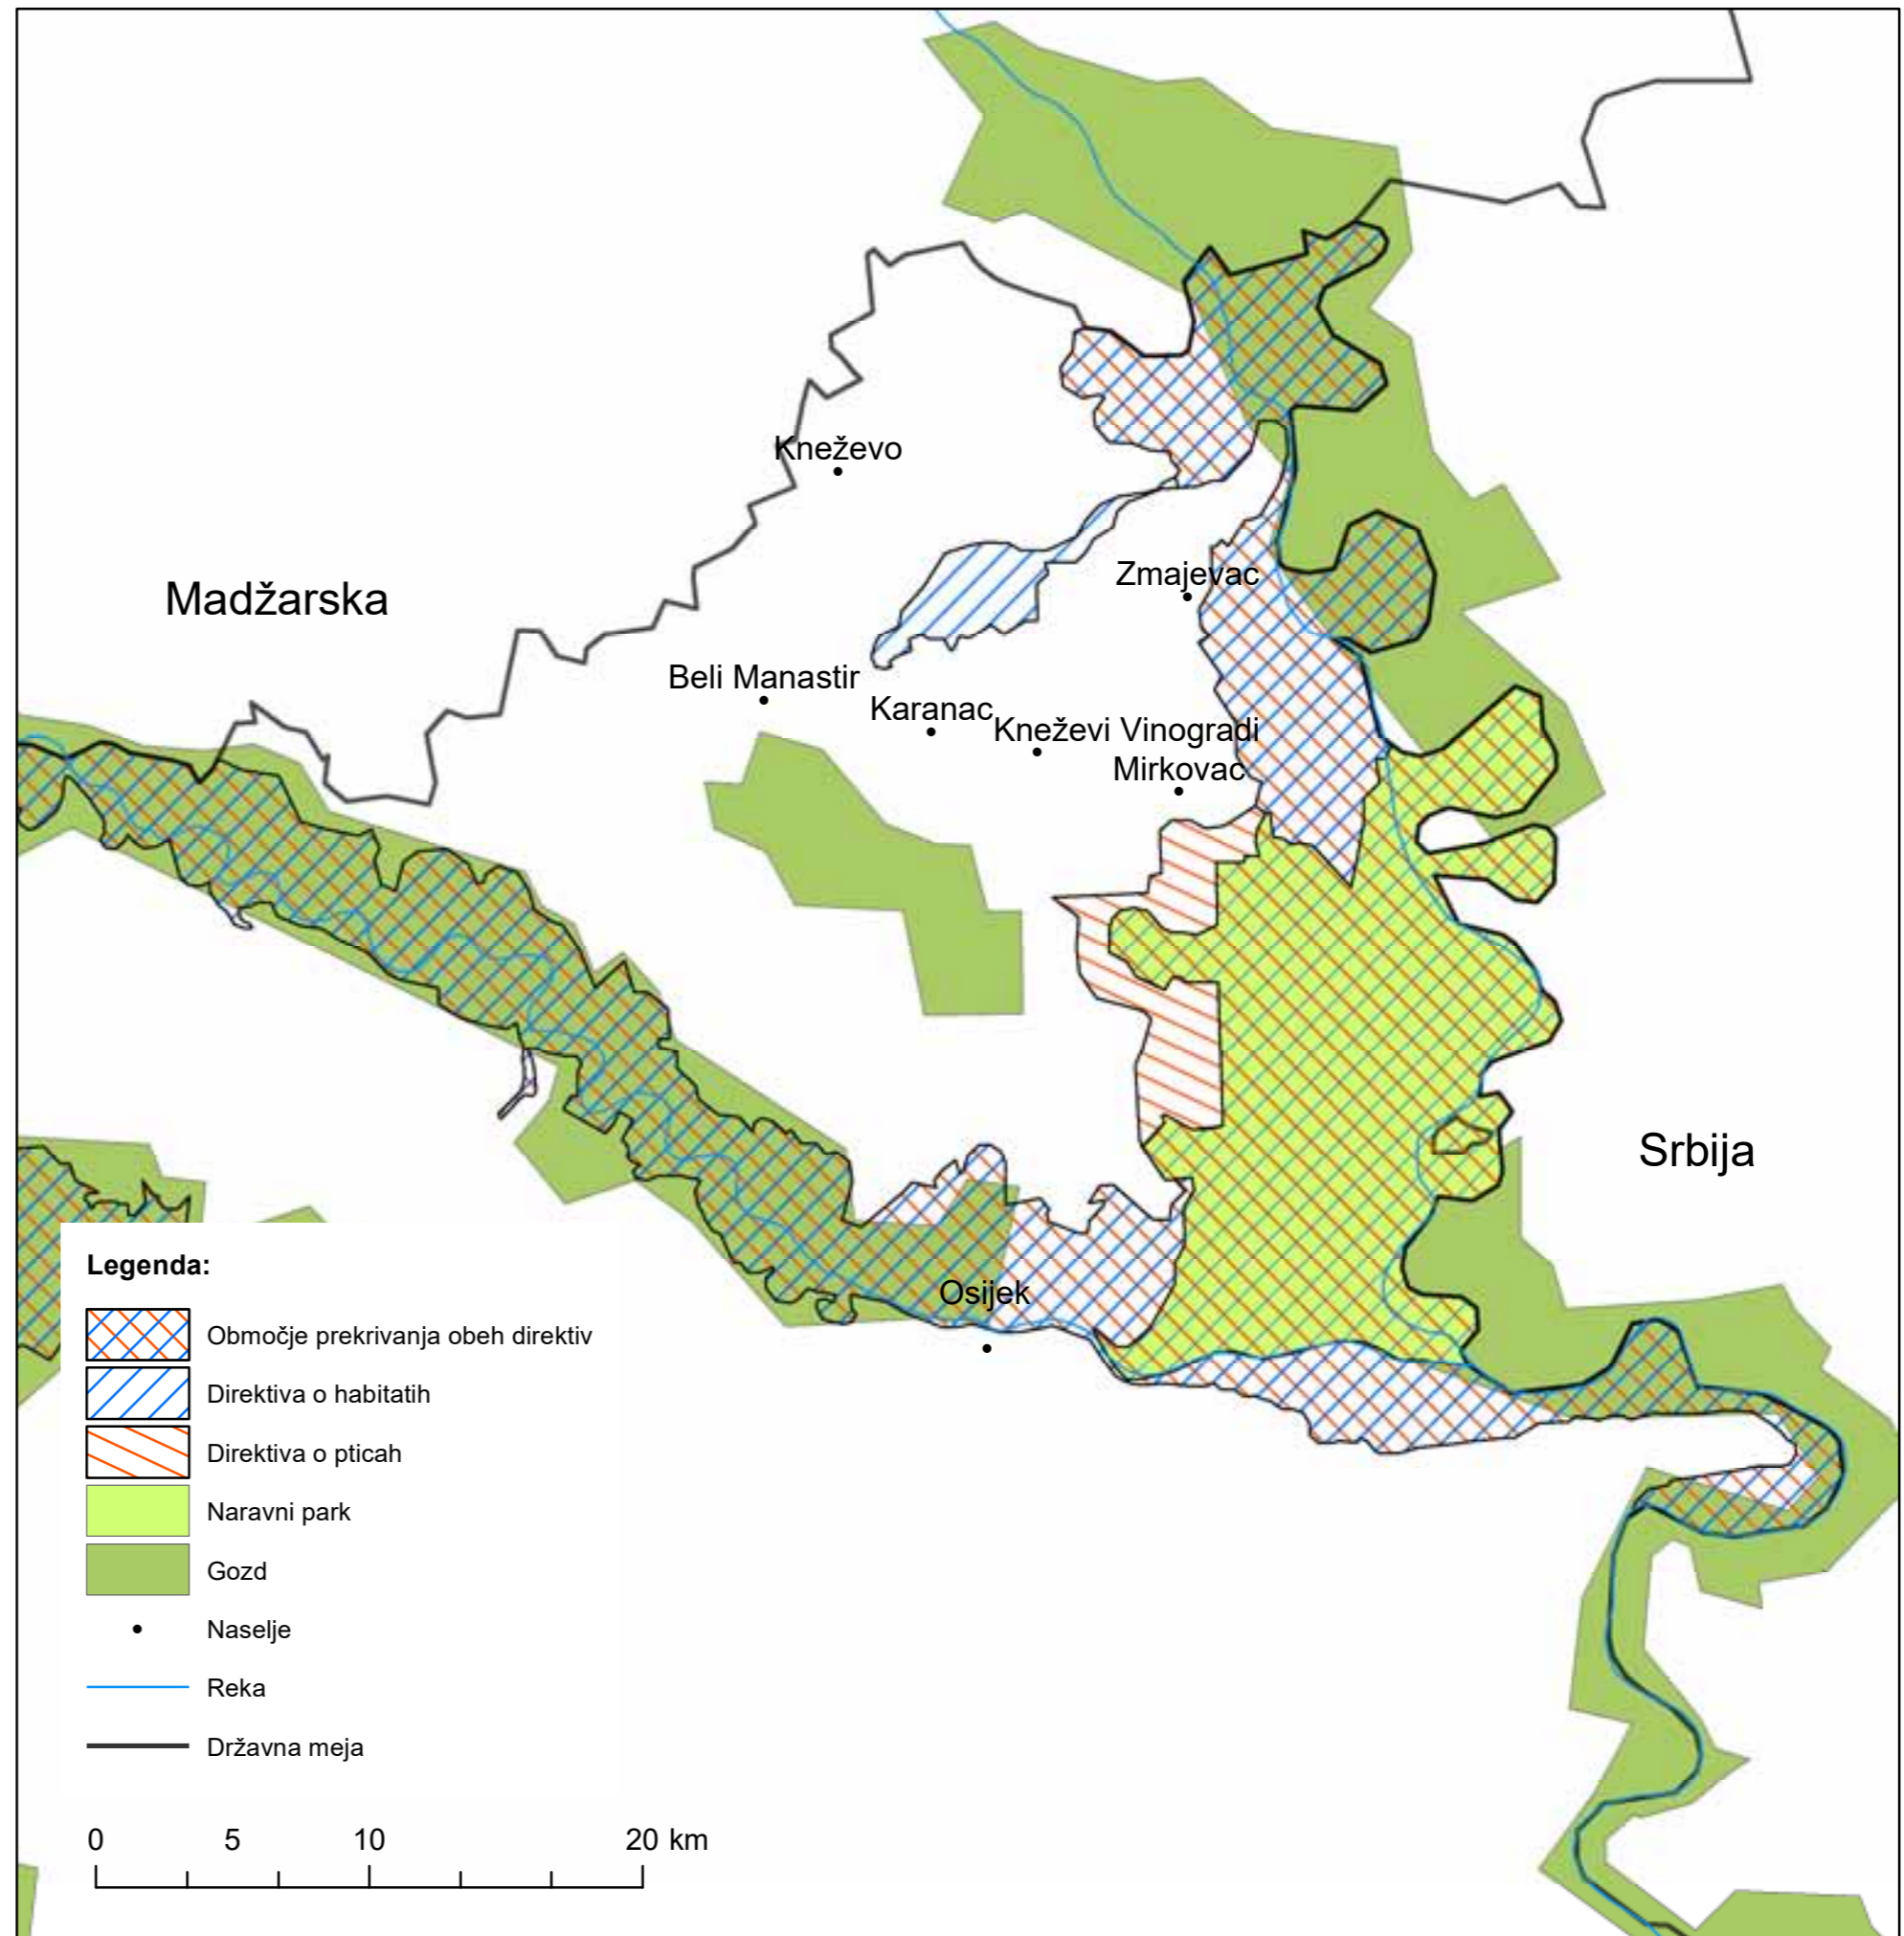 Kneževo
Zmajevac
Madžarska
Beli Manastir
Karanac
Kneževi Vinogradi
Mirkovac
Srbija
Osijek
Legenda:
Območje prekrivanja obeh direktiv
Direktiva o habitatih
Direktiva o pticah
Naravni park
Gozd
Naselje
Reka
Državna meja
0 5 10 20 km